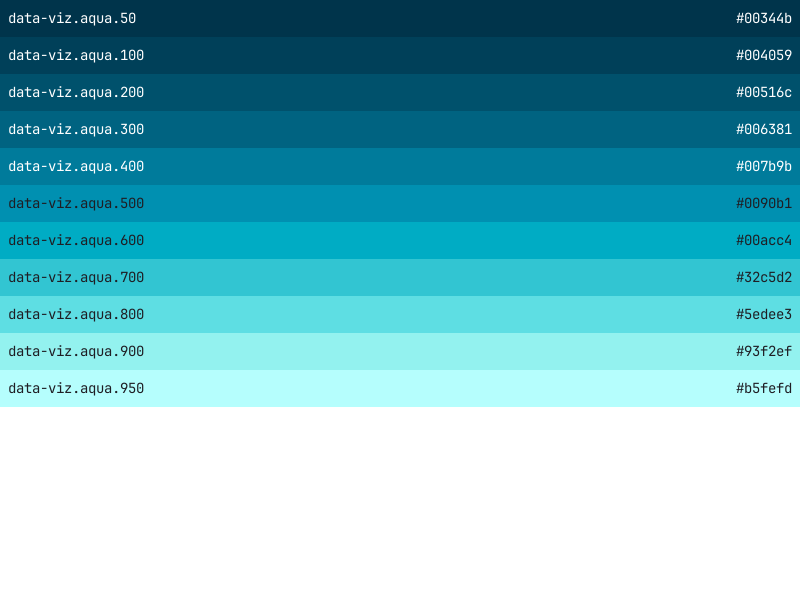 data-viz.aqua.50 #00344b
data-viz.aqua.100 #004059
data-viz.aqua.200 #00516c
data-viz.aqua.300 #006381
data-viz.aqua.400 #007b9b
data-viz.aqua.500 #0090b1
data-viz.aqua.600 #00acc4
data-viz.aqua.700 #32c5d2
data-viz.aqua.800 #5edee3
data-viz.aqua.900 #93f2ef
data-viz.aqua.950 #b5fefd